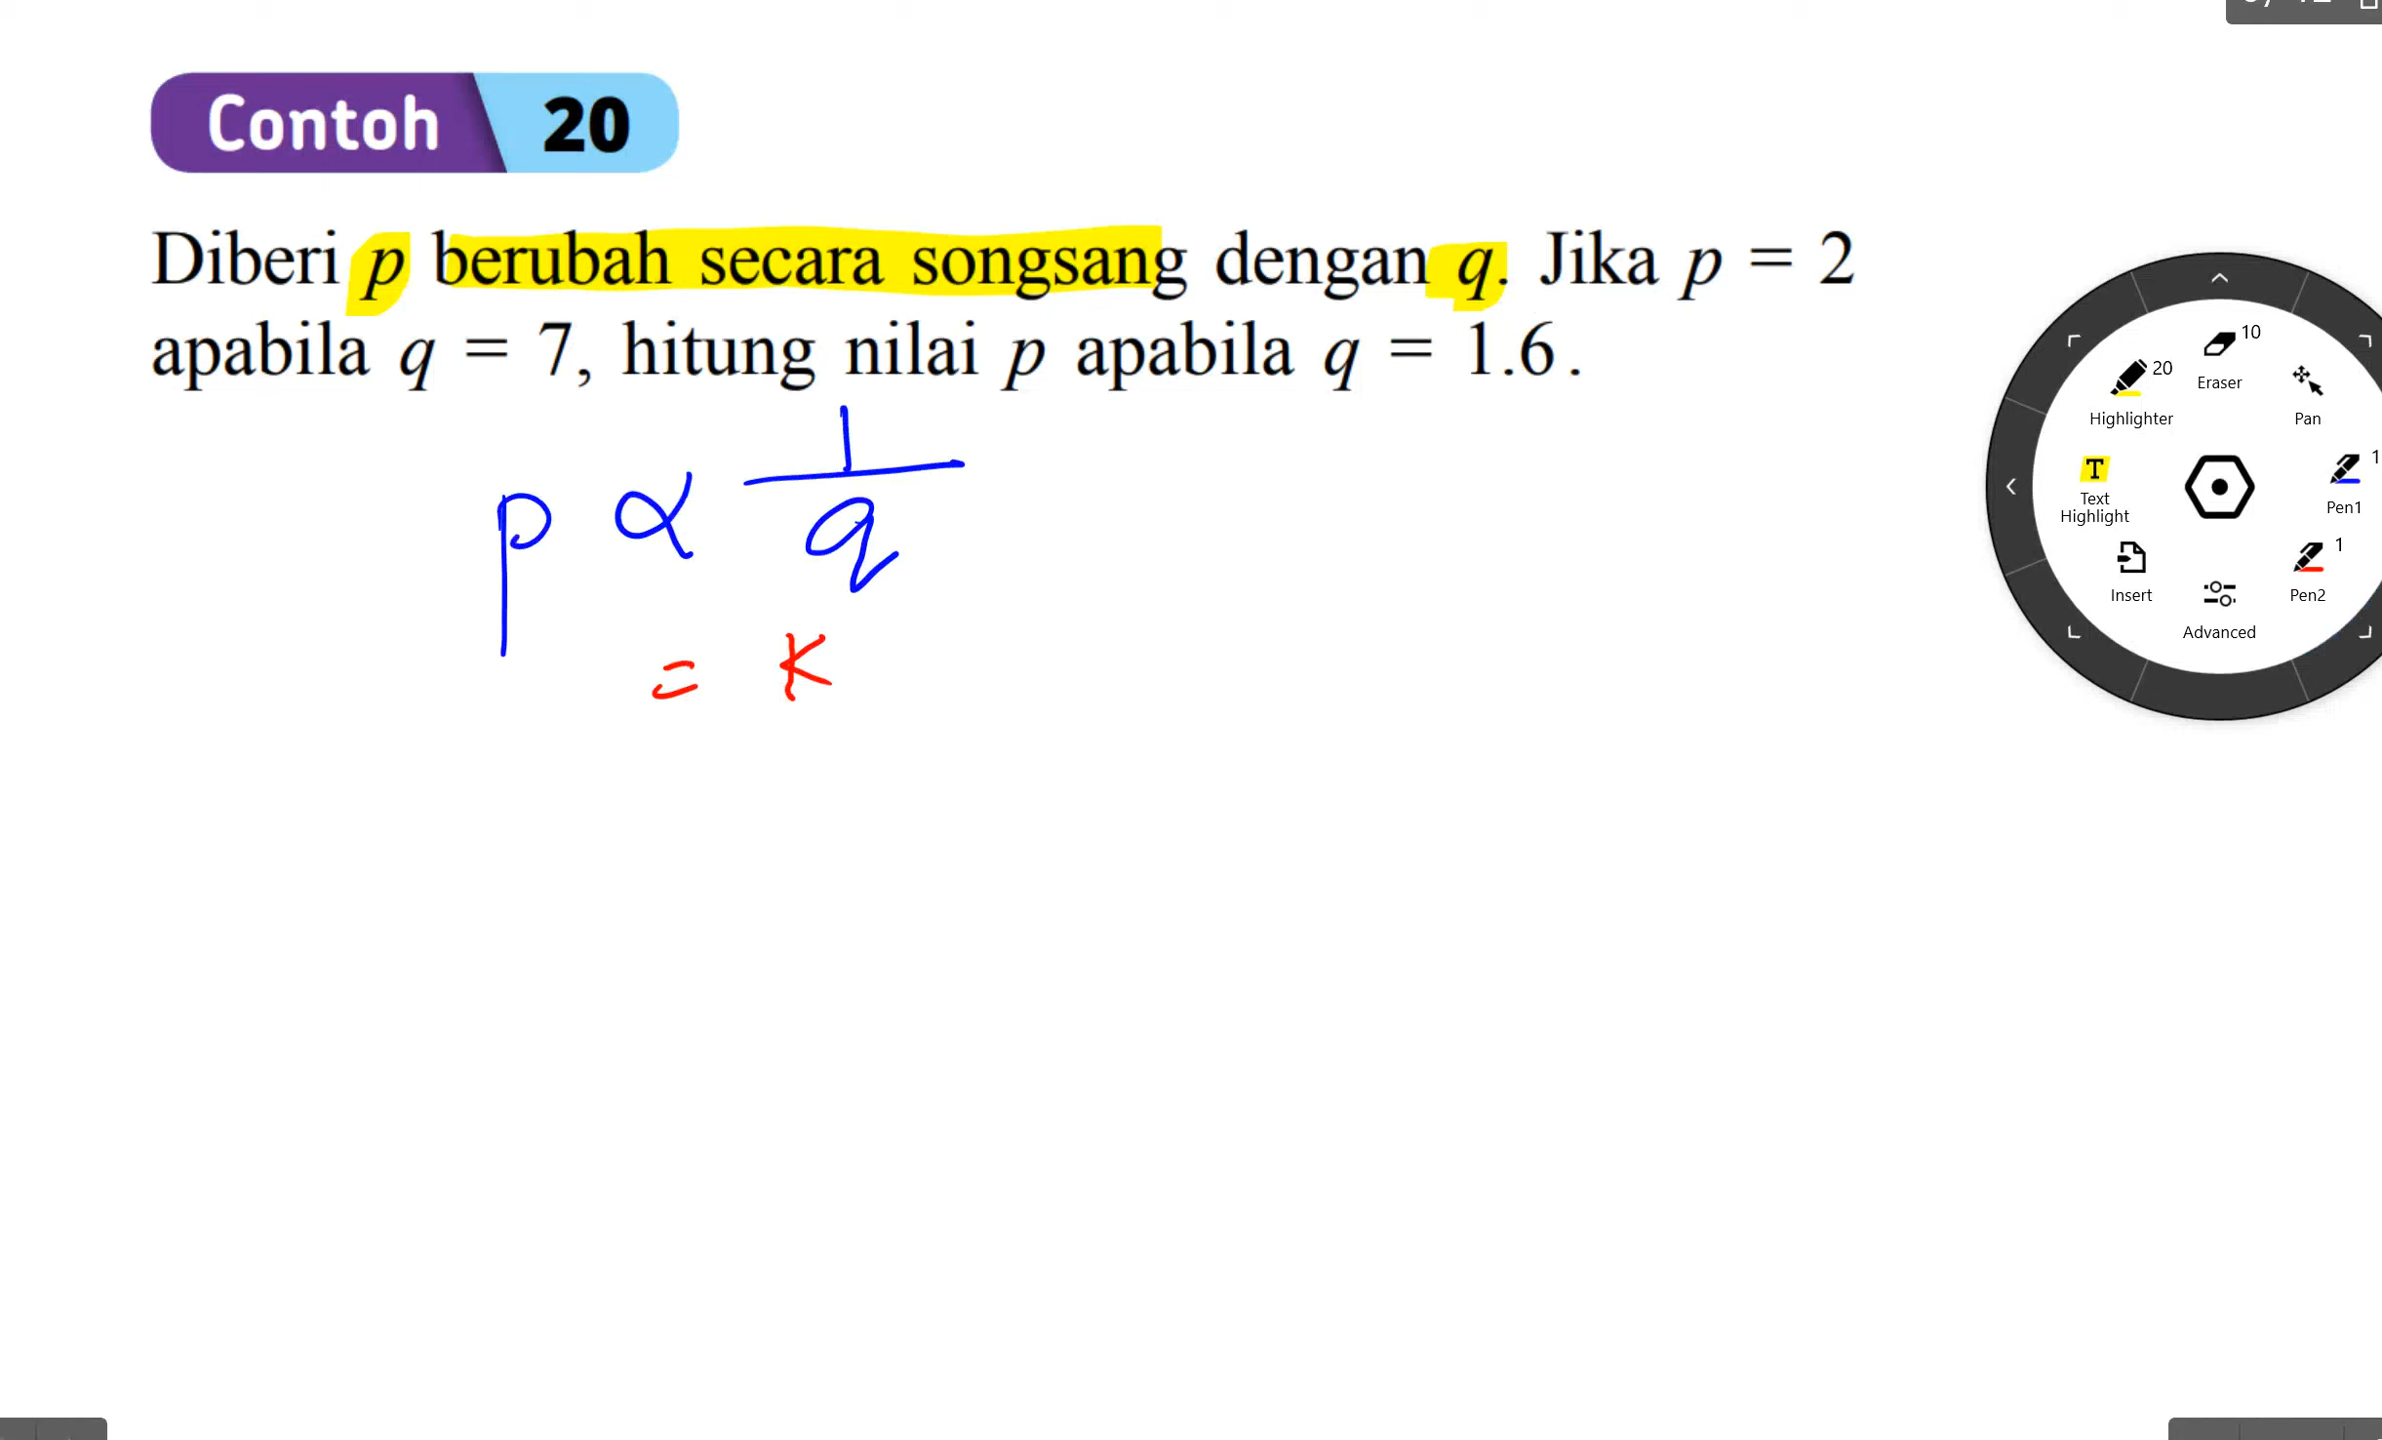 Contoh 20
Diberi p berubah secara songsang dengan q. Jika p = 2
apabila q = 7, hitung nilai p apabila q = 1.6.
p ∝ 1/q
= k
10
Eraser
20
Highlighter
Pan
T
Text
Highlight
1
Pen1
Insert
1
Pen2
Advanced